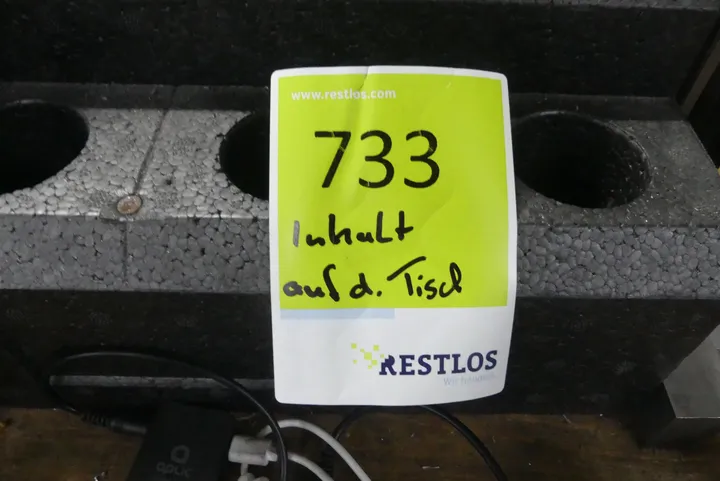 www.restlos.com
733
Inhalt
auf d. Tisch
RESTLOS